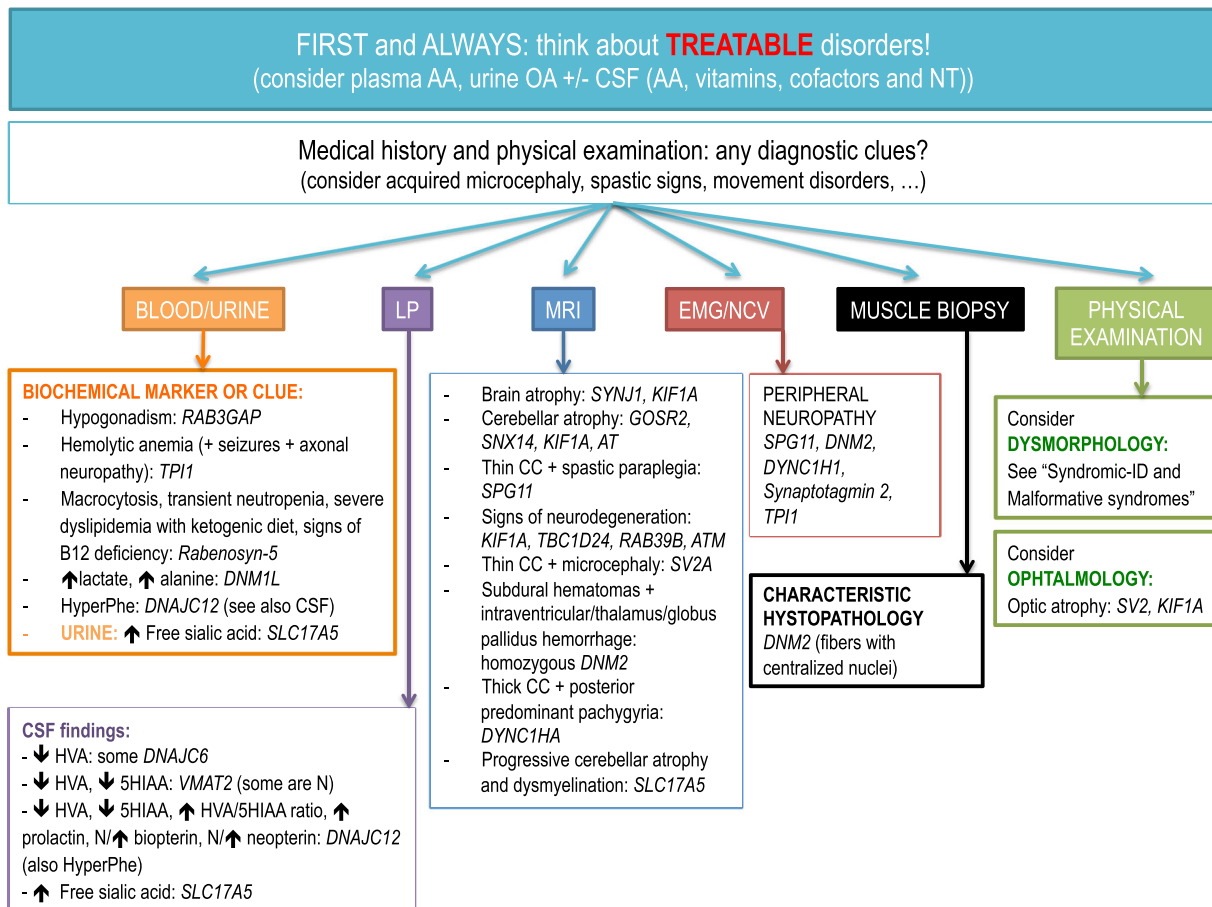 FIRST and ALWAYS: think about TREATABLE disorders!
(consider plasma AA, urine OA +/- CSF (AA, vitamins, cofactors and NT))
Medical history and physical examination: any diagnostic clues?
(consider acquired microcephaly, spastic signs, movement disorders, …)
BLOOD/URINE
LP
MRI
EMG/NCV
MUSCLE BIOPSY
PHYSICAL
EXAMINATION
BIOCHEMICAL MARKER OR CLUE:
- Hypogonadism: RAB3GAP
- Hemolytic anemia (+ seizures + axonal
neuropathy): TPI1
- Macrocytosis, transient neutropenia, severe
dyslipidemia with ketogenic diet, signs of
B12 deficiency: Rabenosyn-5
- ↑lactate, ↑ alanine: DNM1L
- HyperPhe: DNAJC12 (see also CSF)
- URINE: ↑ Free sialic acid: SLC17A5
CSF findings:
- ↓ HVA: some DNAJC6
- ↓ HVA, ↓ 5HIAA: VMAT2 (some are N)
- ↓ HVA, ↓ 5HIAA, ↑ HVA/5HIAA ratio, ↑
prolactin, N/↑ biopterin, N/↑ neopterin: DNAJC12
(also HyperPhe)
- ↑ Free sialic acid: SLC17A5
- Brain atrophy: SYNJ1, KIF1A
- Cerebellar atrophy: GOSR2,
SNX14, KIF1A, AT
- Thin CC + spastic paraplegia:
SPG11
- Signs of neurodegeneration:
KIF1A, TBC1D24, RAB39B, ATM
- Thin CC + microcephaly: SV2A
- Subdural hematomas +
intraventricular/thalamus/globus
pallidus hemorrhage:
homozygous DNM2
- Thick CC + posterior
predominant pachygyria:
DYNC1HA
- Progressive cerebellar atrophy
and dysmyelination: SLC17A5
PERIPHERAL
NEUROPATHY
SPG11, DNM2,
DYNC1H1,
Synaptotagmin 2,
TPI1
CHARACTERISTIC
HYSTOPATHOLOGY
DNM2 (fibers with
centralized nuclei)
Consider
DYSMORPHOLOGY:
See “Syndromic-ID and
Malformative syndromes”
Consider
OPHTALMOLOGY:
Optic atrophy: SV2, KIF1A